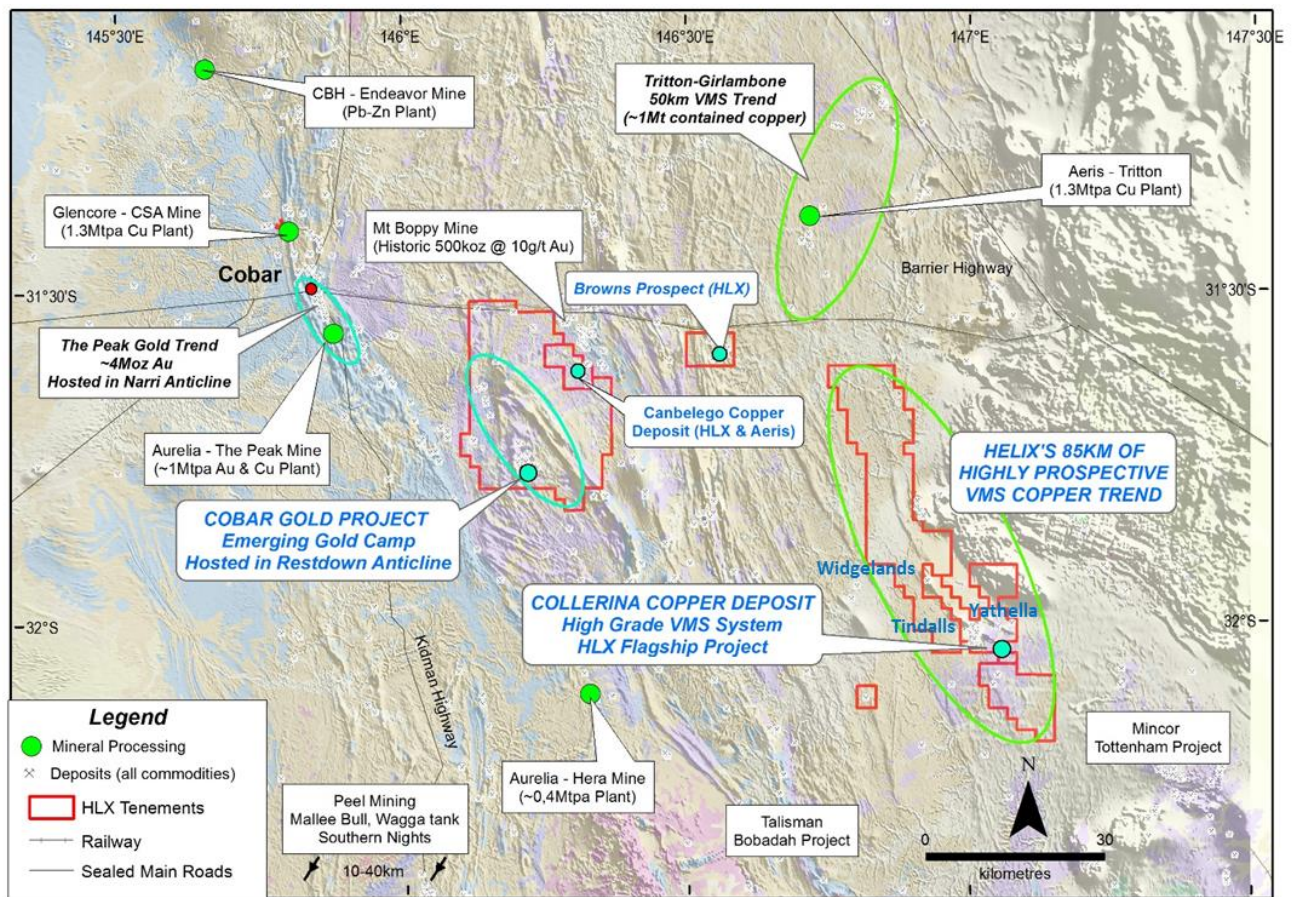 145°30'E
146°E
146°30'E
147°E
147°30'E
CBH - Endeavor Mine
(Pb-Zn Plant)
Tritton-Girlambone
50km VMS Trend
(~1Mt contained copper)
Aeris - Tritton
(1.3Mtpa Cu Plant)
Glencore - CSA Mine
(1.3Mtpa Cu Plant)
Mt Boppy Mine
(Historic 500koz @ 10g/t Au)
Cobar
Barrier Highway
Browns Prospect (HLX)
31°30'S
31°30'S
The Peak Gold Trend
~4Moz Au
Hosted in Narri Anticline
Canbelego Copper
Deposit (HLX & Aeris)
Aurelia - The Peak Mine
(~1Mtpa Au & Cu Plant)
HELIX'S 85KM OF
HIGHLY PROSPECTIVE
VMS COPPER TREND
COBAR GOLD PROJECT
Emerging Gold Camp
Hosted in Restdown Anticline
Widgelands
Yathella
Tindalls
COLLERINA COPPER DEPOSIT
High Grade VMS System
HLX Flagship Project
32°S
32°S
Kidman Highway
Legend
Mineral Processing
Deposits (all commodities)
HLX Tenements
Railway
Sealed Main Roads
Aurelia - Hera Mine
(~0,4Mtpa Plant)
Mincor
Tottenham Project
Peel Mining
Mallee Bull, Wagga tank
Southern Nights
10-40km
Talisman
Bobadah Project
N
0
30
kilometres